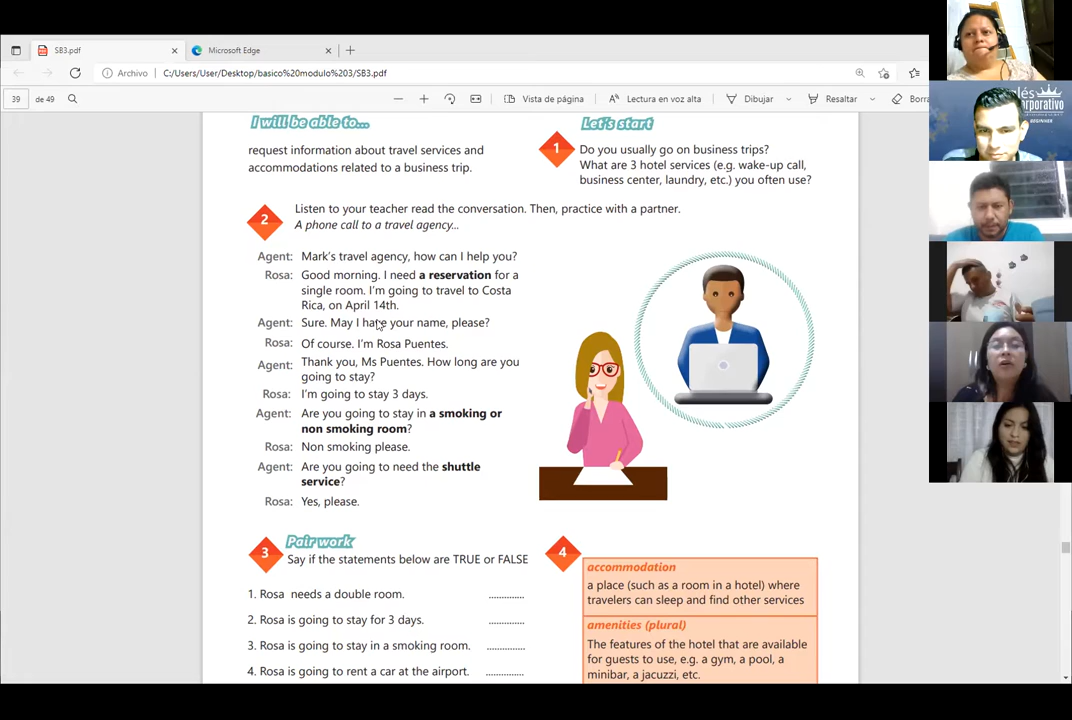 SB3.pdf
Microsoft Edge
Archivo
C:/Users/User/Desktop/basico%20modulo%203/SB3.pdf
39
de 49
Vista de página
Lectura en voz alta
Dibujar
Resaltar
Borra
I will be able to...
request information about travel services and
accommodations related to a business trip.
Let's start
1
Do you usually go on business trips?
What are 3 hotel services (e.g. wake-up call,
business center, laundry, etc.) you often use?
2
Listen to your teacher read the conversation. Then, practice with a partner.
A phone call to a travel agency...
Agent: Mark's travel agency, how can I help you?
Rosa: Good morning. I need a reservation for a
single room. I'm going to travel to Costa
Rica, on April 14th.
Agent: Sure. May I have your name, please?
Rosa: Of course. I'm Rosa Puentes.
Agent: Thank you, Ms Puentes. How long are you
going to stay?
Rosa: I'm going to stay 3 days.
Agent: Are you going to stay in a smoking or
non smoking room?
Rosa: Non smoking please.
Agent: Are you going to need the shuttle
service?
Rosa: Yes, please.
3
Pair work
Say if the statements below are TRUE or FALSE
1. Rosa needs a double room. ..............
2. Rosa is going to stay for 3 days. ..............
3. Rosa is going to stay in a smoking room. ...............
4. Rosa is going to rent a car at the airport. ...............
4
accommodation
a place (such as a room in a hotel) where
travelers can sleep and find other services
amenities (plural)
The features of the hotel that are available
for guests to use, e.g. a gym, a pool, a
minibar, a jacuzzi, etc.
glés
orporativo
BEGINNER